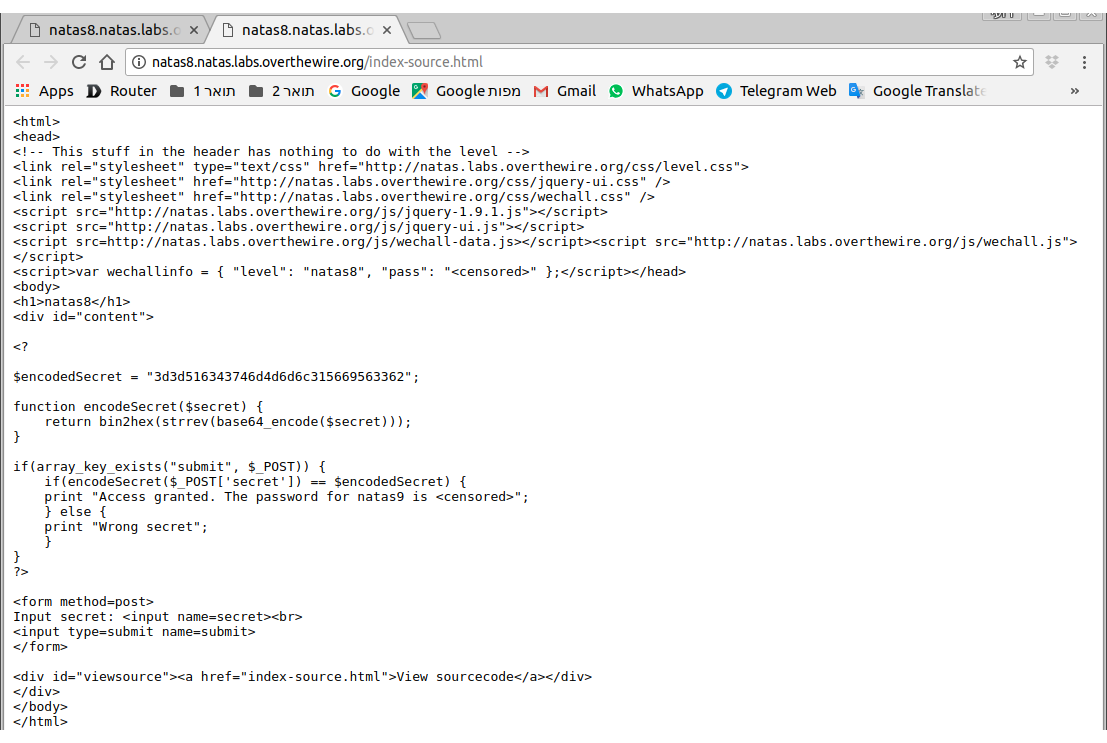 natas8.natas.labs.o
natas8.natas.labs.o
natas8.natas.labs.overthewire.org/index-source.html
Apps Router תואר 1 תואר 2 Google Google מפות Gmail WhatsApp Telegram Web Google Translate »
<html>
<head>
<!-- This stuff in the header has nothing to do with the level -->
<link rel="stylesheet" type="text/css" href="http://natas.labs.overthewire.org/css/level.css">
<link rel="stylesheet" href="http://natas.labs.overthewire.org/css/jquery-ui.css" />
<link rel="stylesheet" href="http://natas.labs.overthewire.org/css/wechall.css" />
<script src="http://natas.labs.overthewire.org/js/jquery-1.9.1.js"></script>
<script src="http://natas.labs.overthewire.org/js/jquery-ui.js"></script>
<script src=http://natas.labs.overthewire.org/js/wechall-data.js></script><script src="http://natas.labs.overthewire.org/js/wechall.js">
</script>
<script>var wechallinfo = { "level": "natas8", "pass": "<censored>" };</script></head>
<body>
<h1>natas8</h1>
<div id="content">
<?
$encodedSecret = "3d3d516343746d4d6d6c315669563362";
function encodeSecret($secret) {
    return bin2hex(strrev(base64_encode($secret)));
}
if(array_key_exists("submit", $_POST)) {
    if(encodeSecret($_POST['secret']) == $encodedSecret) {
    print "Access granted. The password for natas9 is <censored>";
    } else {
    print "Wrong secret";
    }
}
?>
<form method=post>
Input secret: <input name=secret><br>
<input type=submit name=submit>
</form>
<div id="viewsource"><a href="index-source.html">View sourcecode</a></div>
</div>
</body>
</html>